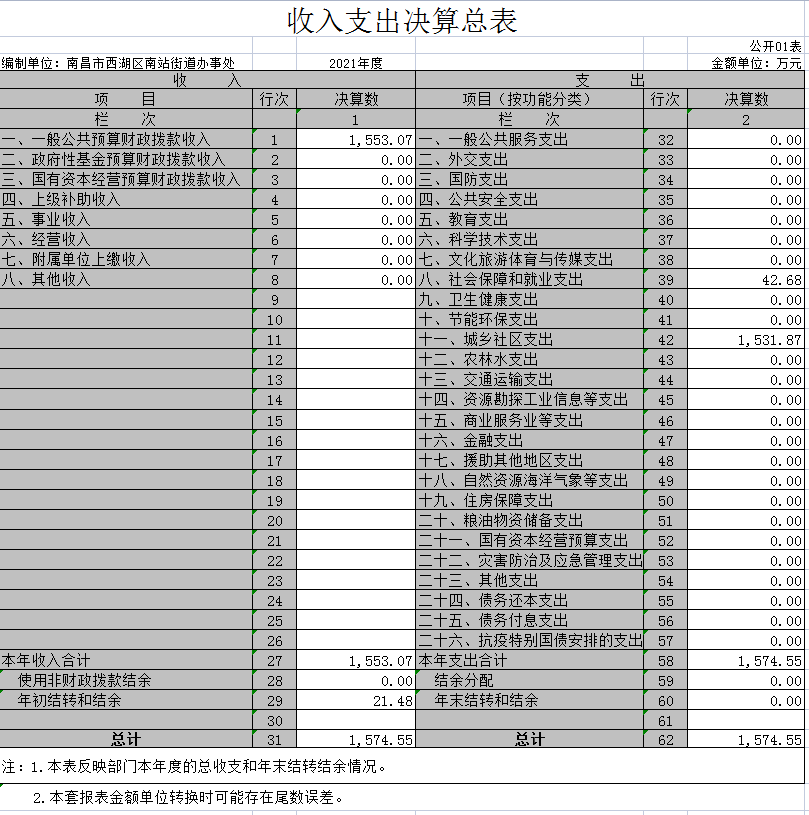 收入支出决算总表
公开01表
编制单位：南昌市西湖区南站街道办事处 2021年度 金额单位：万元
收 入 支 出
项 目 行次 决算数 项目（按功能分类） 行次 决算数
栏 次 1 栏 次 2
一、一般公共预算财政拨款收入 1 1,553.07 一、一般公共服务支出 32 0.00
二、政府性基金预算财政拨款收入 2 0.00 二、外交支出 33 0.00
三、国有资本经营预算财政拨款收入 3 0.00 三、国防支出 34 0.00
四、上级补助收入 4 0.00 四、公共安全支出 35 0.00
五、事业收入 5 0.00 五、教育支出 36 0.00
六、经营收入 6 0.00 六、科学技术支出 37 0.00
七、附属单位上缴收入 7 0.00 七、文化旅游体育与传媒支出 38 0.00
八、其他收入 8 0.00 八、社会保障和就业支出 39 42.68
9 九、卫生健康支出 40 0.00
10 十、节能环保支出 41 0.00
11 十一、城乡社区支出 42 1,531.87
12 十二、农林水支出 43 0.00
13 十三、交通运输支出 44 0.00
14 十四、资源勘探工业信息等支出 45 0.00
15 十五、商业服务业等支出 46 0.00
16 十六、金融支出 47 0.00
17 十七、援助其他地区支出 48 0.00
18 十八、自然资源海洋气象等支出 49 0.00
19 十九、住房保障支出 50 0.00
20 二十、粮油物资储备支出 51 0.00
21 二十一、国有资本经营预算支出 52 0.00
22 二十二、灾害防治及应急管理支出 53 0.00
23 二十三、其他支出 54 0.00
24 二十四、债务还本支出 55 0.00
25 二十五、债务付息支出 56 0.00
26 二十六、抗疫特别国债安排的支出 57 0.00
本年收入合计 27 1,553.07 本年支出合计 58 1,574.55
使用非财政拨款结余 28 0.00 结余分配 59 0.00
年初结转和结余 29 21.48 年末结转和结余 60 0.00
30 61
总计 31 1,574.55 总计 62 1,574.55
注：1.本表反映部门本年度的总收支和年末结转结余情况。
2.本套报表金额单位转换时可能存在尾数误差。